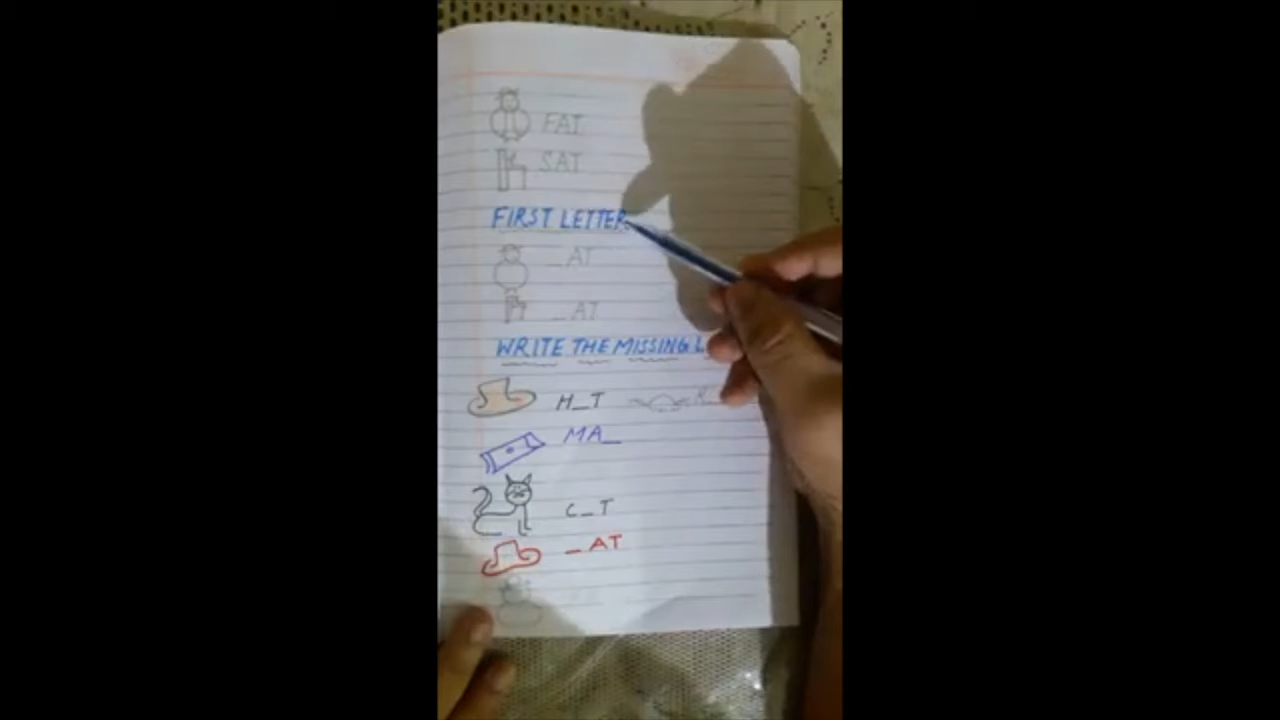 FAT
SAT
FIRST LETTER
_AT
_AT
WRITE THE MISSING L
H_T
MA_
C_T
_AT